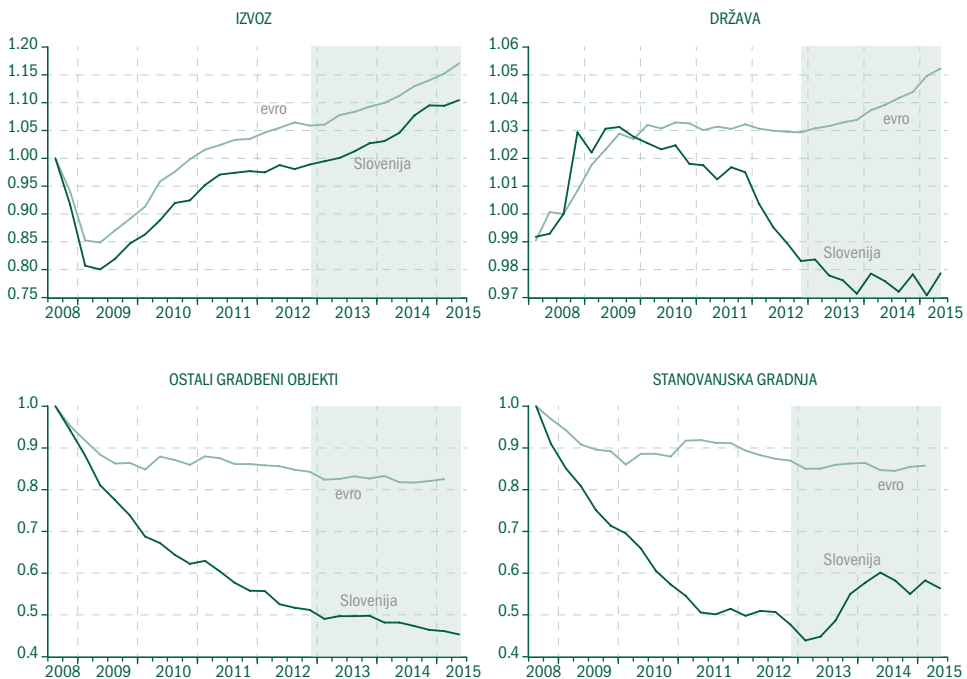 IZVOZ
1.20
1.15
1.10
1.05
1.00
0.95
0.90
0.85
0.80
0.75
evro
Slovenija
2008 2009 2010 2011 2012 2013 2014 2015
DRŽAVA
1.06
1.05
1.04
1.03
1.02
1.01
1.00
0.99
0.98
0.97
evro
Slovenija
2008 2009 2010 2011 2012 2013 2014 2015
OSTALI GRADBENI OBJEKTI
1.0
0.9
0.8
0.7
0.6
0.5
0.4
evro
Slovenija
2008 2009 2010 2011 2012 2013 2014 2015
STANOVANJSKA GRADNJA
1.0
0.9
0.8
0.7
0.6
0.5
0.4
evro
Slovenija
2008 2009 2010 2011 2012 2013 2014 2015